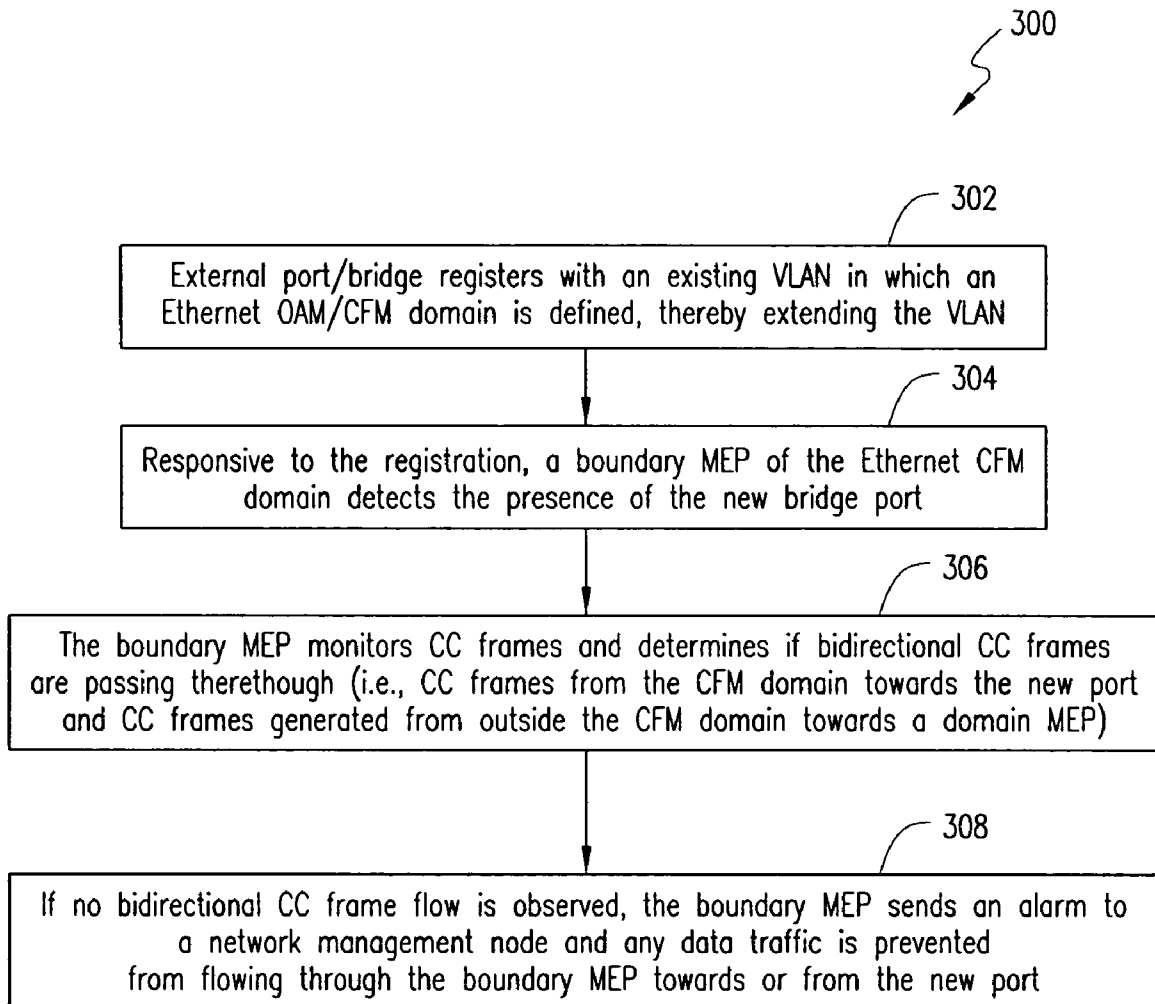 300
302
External port/bridge registers with an existing VLAN in which an
Ethernet OAM/CFM domain is defined, thereby extending the VLAN
304
Responsive to the registration, a boundary MEP of the Ethernet CFM
domain detects the presence of the new bridge port
306
The boundary MEP monitors CC frames and determines if bidirectional CC frames
are passing therethough (i.e., CC frames from the CFM domain towards the new port
and CC frames generated from outside the CFM domain towards a domain MEP)
308
If no bidirectional CC frame flow is observed, the boundary MEP sends an alarm to
a network management node and any data traffic is prevented
from flowing through the boundary MEP towards or from the new port